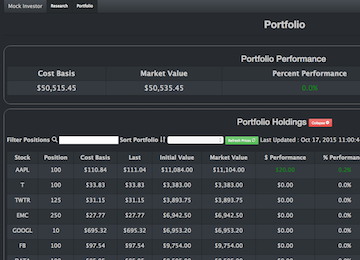 Mock Investor Research Portfolio
Portfolio
Portfolio Performance
Cost Basis Market Value Percent Performance
$50,515.45 $50,535.45 0.0%
Portfolio Holdings Collapse
Filter Positions Sort Portfolio Refresh Prices Last Updated : Oct 17, 2015 11:00:4
Stock Position Cost Basis Last Initial Value Market Value $ Performance % Performan
AAPL 100 $110.84 $111.04 $11,084.00 $11,104.00 $20.00 0.0%
T 100 $33.83 $33.83 $3,383.00 $3,383.00 $0.00 0.0%
TWTR 125 $31.15 $31.15 $3,893.75 $3,893.75 $0.00 0.0%
EMC 250 $27.77 $27.77 $6,942.50 $6,942.50 $0.00 0.0%
GOOGL 10 $695.32 $695.32 $6,953.20 $6,953.20 $0.00 0.0%
FB 100 $97.54 $97.54 $9,754.00 $9,754.00 $0.00 0.0%